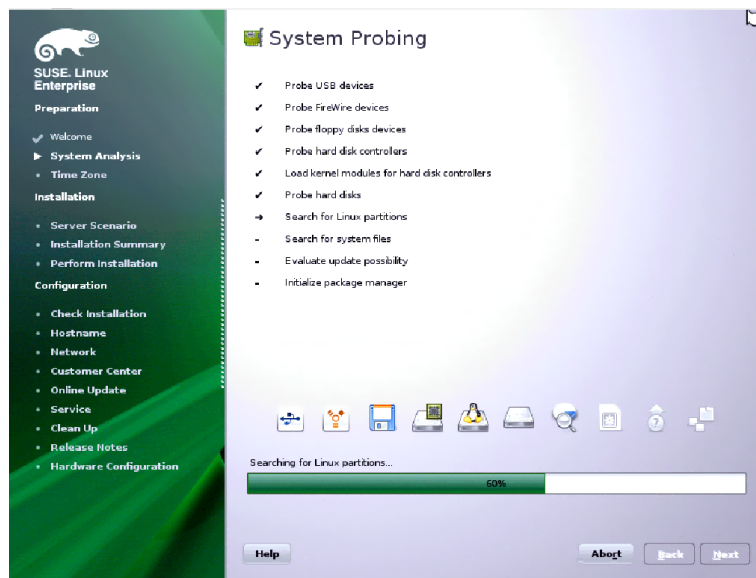 SUSE. Linux
Enterprise
Preparation
Welcome
System Analysis
Time Zone
Installation
Server Scenario
Installation Summary
Perform Installation
Configuration
Check Installation
Hostname
Network
Customer Center
Online Update
Service
Clean Up
Release Notes
Hardware Configuration
System Probing
Probe USB devices
Probe FireWire devices
Probe floppy disks devices
Probe hard disk controllers
Load kernel modules for hard disk controllers
Probe hard disks
Search for Linux partitions
Search for system files
Evaluate update possibility
Initialize package manager
Searching for Linux partitions...
60%
Help
Abort
Back
Next